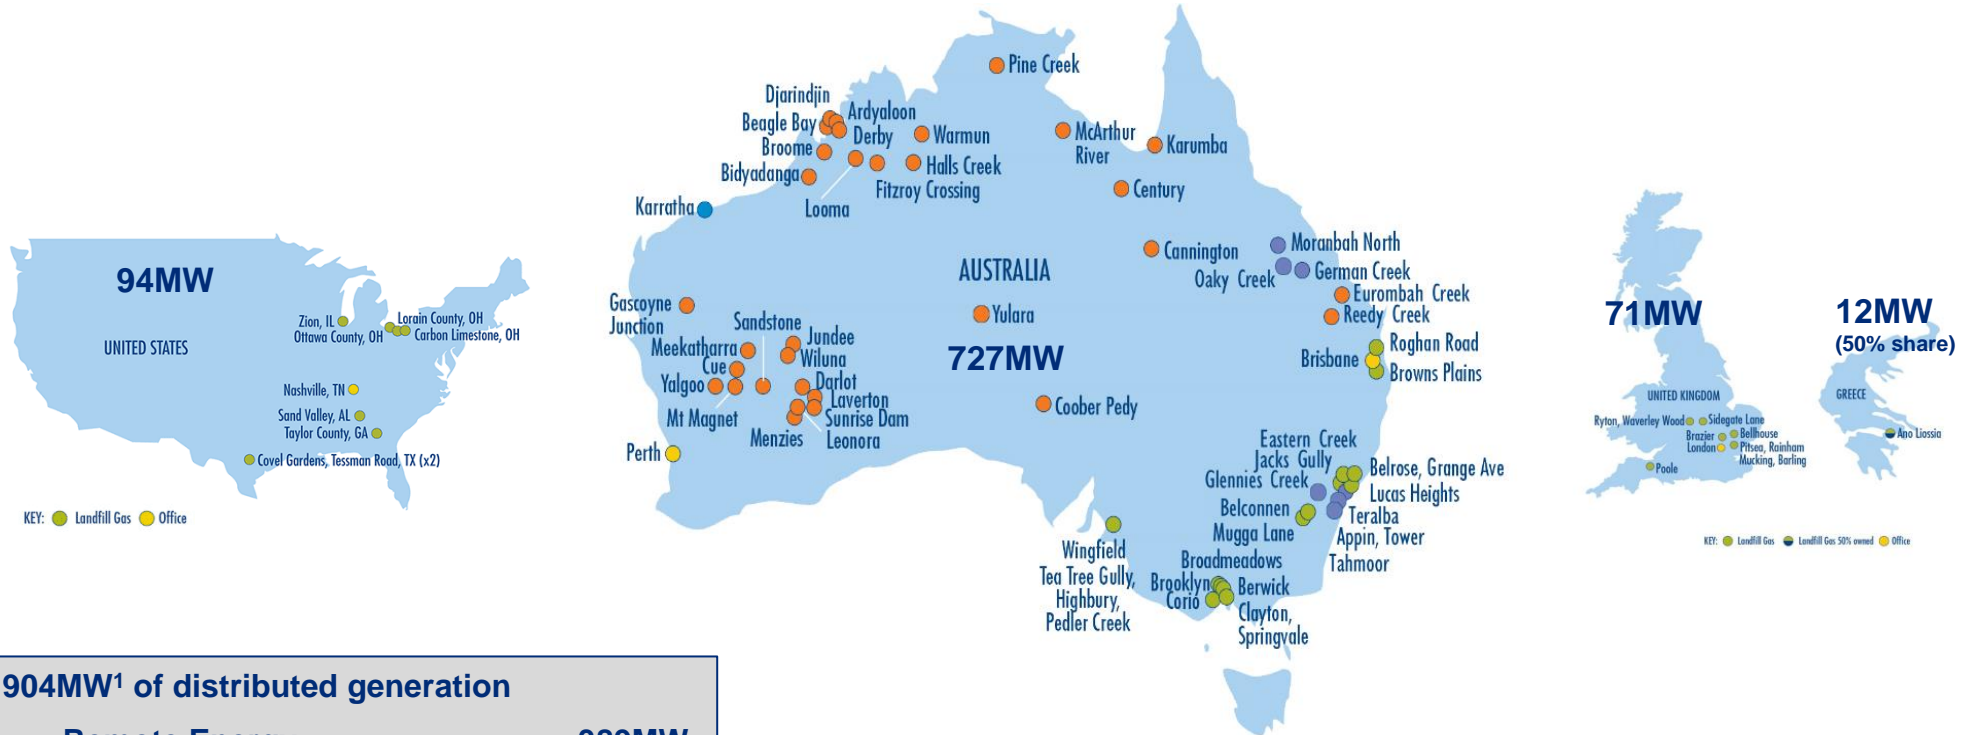 94MW
UNITED STATES
Zion, IL
Ottawa County, OH
Lorain County, OH
Carbon Limestone, OH
Nashville, TN
Sand Valley, AL
Taylor County, GA
Covel Gardens, Tessman Road, TX (x2)
KEY: Landfill Gas Office
Pine Creek
Djarindjin
Beagle Bay
Ardyaloon
Derby
Broome
Bidyadanga
Warmun
Halls Creek
Fitzroy Crossing
Looma
Karratha
McArthur
River
Karumba
Century
Cannington
AUSTRALIA
Moranbah North
Oaky Creek
German Creek
Eurombah Creek
Reedy Creek
Roghan Road
Brisbane
Browns Plains
Gascoyne
Junction
Sandstone
Jundee
Meekatharra
Wiluna
Cue
Yalgoo
Darlot
Laverton
Mt Magnet
Sunrise Dam
Menzies
Leonora
Perth
Yulara
727MW
Coober Pedy
Eastern Creek
Jacks Gully
Glennies Creek
Belrose, Grange Ave
Lucas Heights
Belconnen
Teralba
Mugga Lane
Appin, Tower
Tahmoor
Wingfield
Tea Tree Gully,
Highbury,
Pedler Creek
Broadmeadows
Brooklyn
Berwick
Corio
Clayton,
Springvale
71MW
UNITED KINGDOM
Ryton, Waverley Wood
Sidegate Lane
Brazier
Bellhouse
London
Pitsea, Rainham
Mucking, Barling
Poole
12MW
(50% share)
GREECE
Ano Liossia
KEY: Landfill Gas Landfill Gas 50% owned Office
904MW¹ of distributed generation
Remote Energy